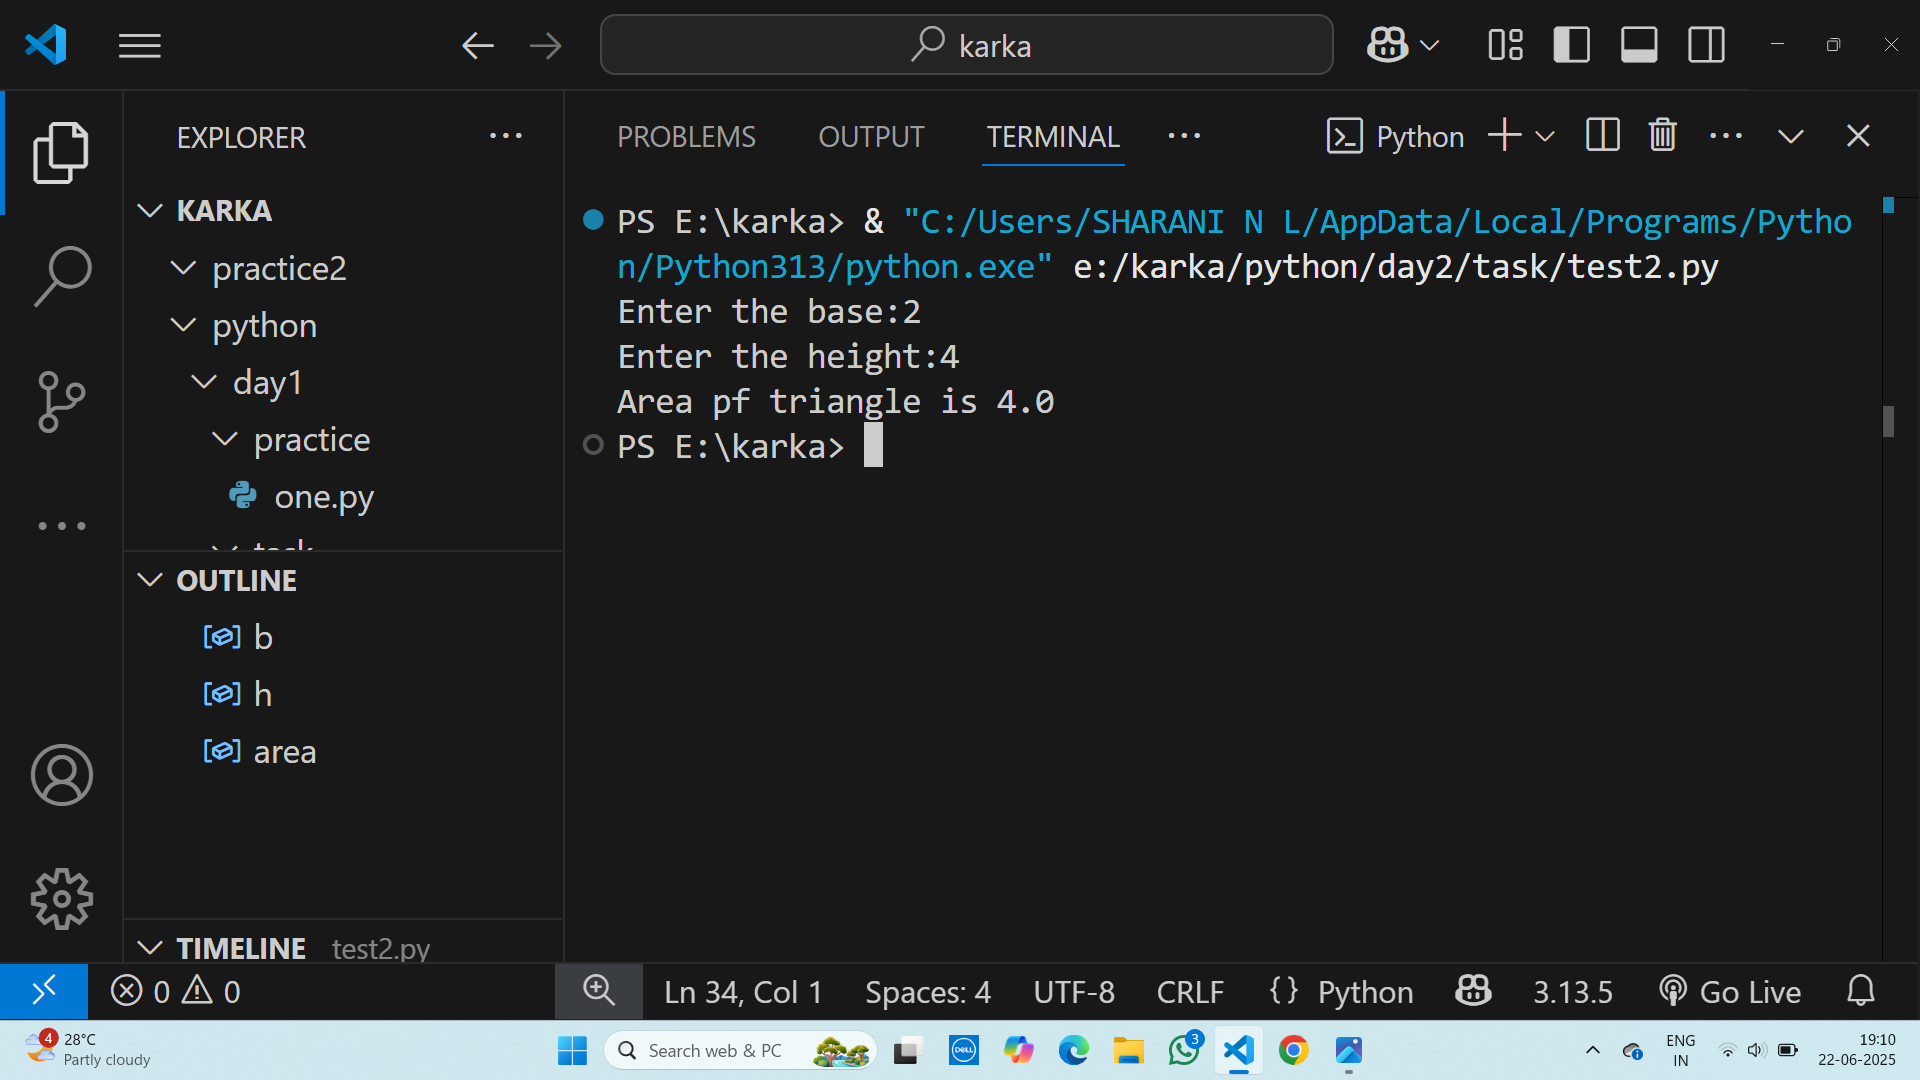 karka
EXPLORER
KARKA
practice2
python
day1
practice
one.py
OUTLINE
b
h
area
TIMELINE test2.py
PROBLEMS OUTPUT TERMINAL Python
PS E:\karka> & "C:/Users/SHARANI N L/AppData/Local/Programs/Pytho
n/Python313/python.exe" e:/karka/python/day2/task/test2.py
Enter the base:2
Enter the height:4
Area pf triangle is 4.0
PS E:\karka>
0 0 Ln 34, Col 1 Spaces: 4 UTF-8 CRLF {} Python 3.13.5 Go Live
4 28°C
Partly cloudy
Search web & PC
DELL
3
ENG
IN
19:10
22-06-2025